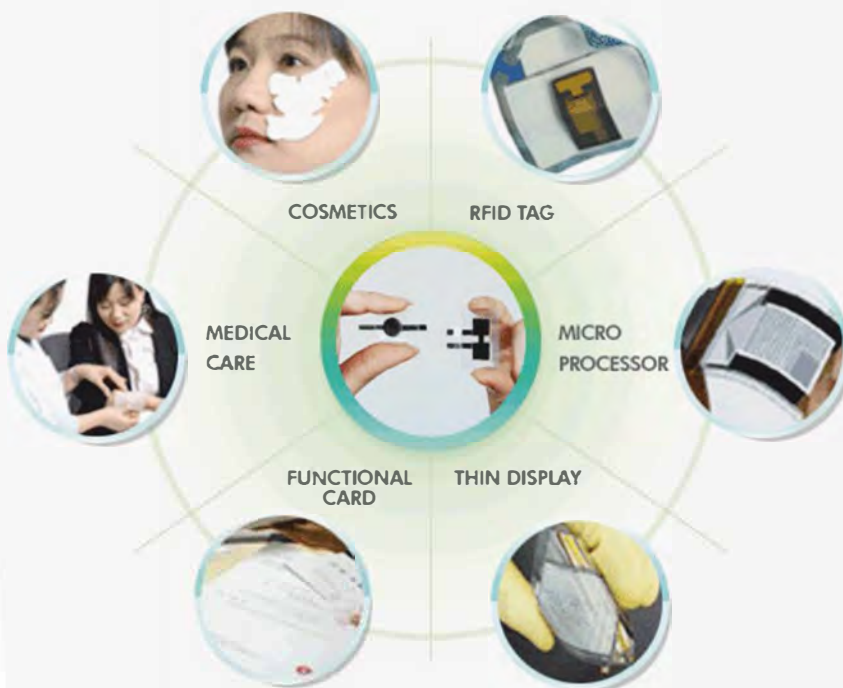 COSMETICS
RFID TAG
MEDICAL
CARE
MICRO
PROCESSOR
FUNCTIONAL
CARD
THIN DISPLAY